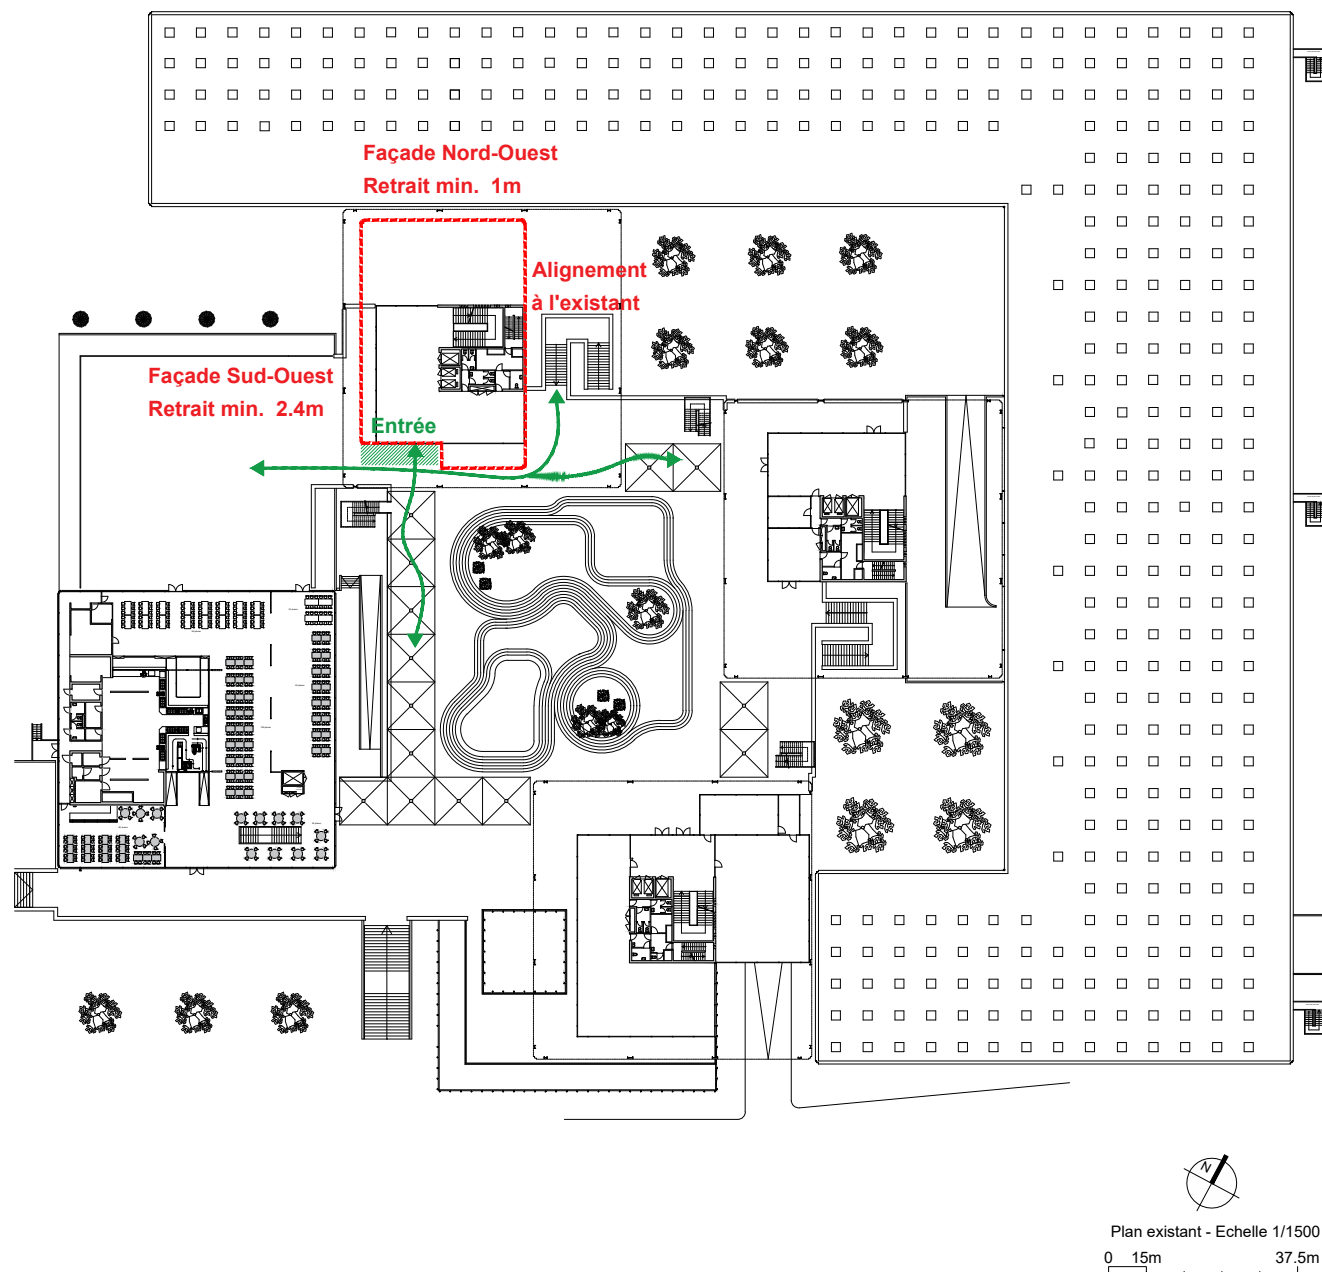 Façade Nord-Ouest
Retrait min. 1m
Alignement
à l'existant
Façade Sud-Ouest
Retrait min. 2.4m
Entrée
N
Plan existant - Echelle 1/1500
0 15m 37.5m